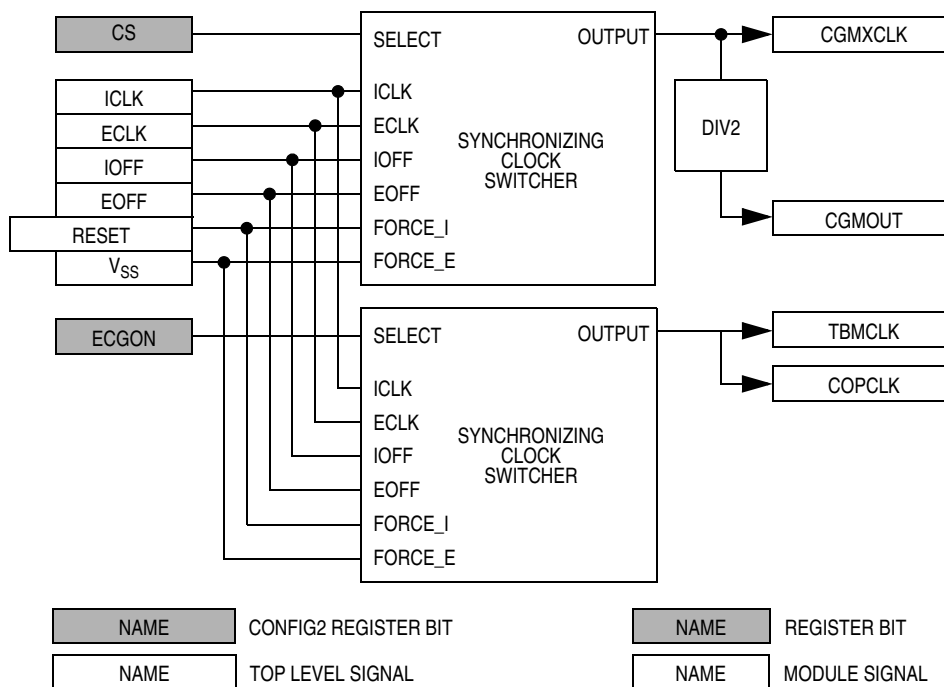 CS
SELECT
OUTPUT
CGMXCLK
ICLK
ICLK
ECLK
ECLK
IOFF
IOFF
EOFF
EOFF
RESET
FORCE_I
VSS
FORCE_E
SYNCHRONIZING
CLOCK
SWITCHER
DIV2
CGMOUT
ECGON
SELECT
OUTPUT
TBMCLK
COPCLK
ICLK
ECLK
IOFF
EOFF
FORCE_I
FORCE_E
SYNCHRONIZING
CLOCK
SWITCHER
NAME CONFIG2 REGISTER BIT
NAME REGISTER BIT
NAME TOP LEVEL SIGNAL
NAME MODULE SIGNAL